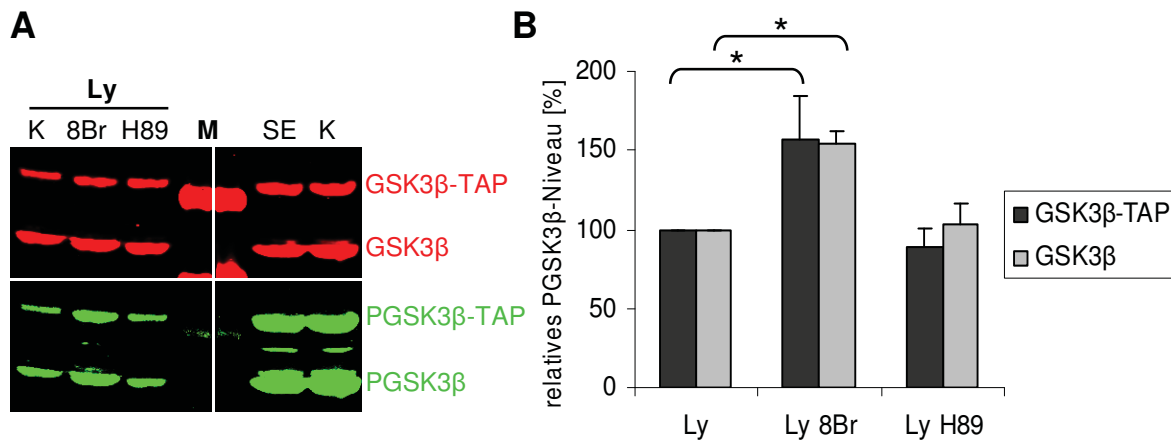 A
Ly
K 8Br H89 M SE K
GSK3β-TAP
GSK3β
PGSK3β-TAP
PGSK3β
B
* *
relatives PGSK3β-Niveau [%]
200
150
100
50
0
Ly Ly 8Br Ly H89
GSK3β-TAP
GSK3β